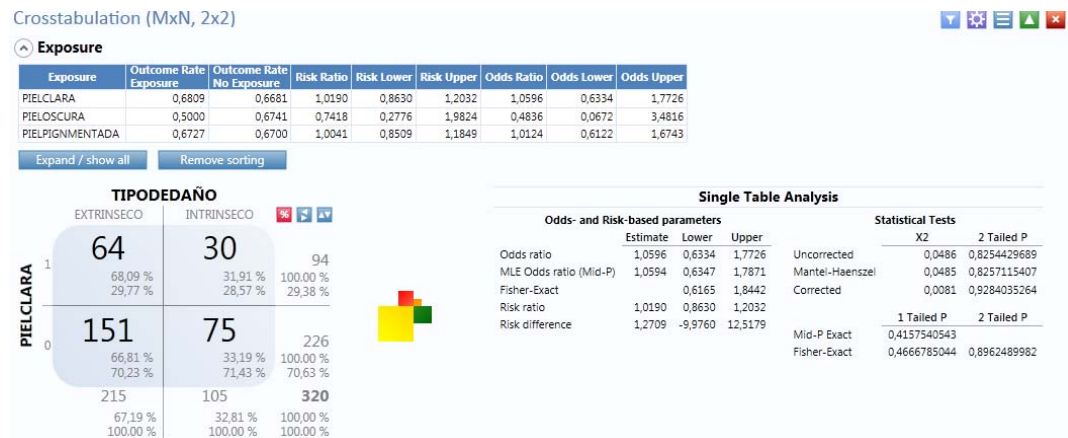 Crosstabulation (MxN, 2x2)
Exposure
Exposure Outcome Rate Exposure Outcome Rate No Exposure Risk Ratio Risk Lower Risk Upper Odds Ratio Odds Lower Odds Upper
PIELCLARA 0,6809 0,6681 1,0190 0,8630 1,2032 1,0596 0,6334 1,7726
PIELOSCURA 0,5000 0,6741 0,7418 0,2776 1,9824 0,4836 0,0672 3,4816
PIELPIGNMENTADA 0,6727 0,6700 1,0041 0,8509 1,1849 1,0124 0,6122 1,6743
Expand / show all Remove sorting
TIPODEDAÑO
EXTRINSECO INTRINSECO %
PIELCLARA
1 64 30 94
68,09 % 31,91 % 100.00 %
29,77 % 28,57 % 29,38 %
0 151 75 226
66,81 % 33,19 % 100.00 %
70,23 % 71,43 % 70,63 %
215 105 320
67,19 % 32,81 % 100,00 %
100.00 % 100.00 % 100.00 %
Single Table Analysis
Odds- and Risk-based parameters
Estimate Lower Upper
Odds ratio 1,0596 0,6334 1,7726
MLE Odds ratio (Mid-P) 1,0594 0,6347 1,7871
Fisher-Exact 0,6165 1,8442
Risk ratio 1,0190 0,8630 1,2032
Risk difference 1,2709 -9,9760 12,5179
Statistical Tests
X2 2 Tailed P
Uncorrected 0,0486 0,8254429689
Mantel-Haenszel 0,0485 0,8257115407
Corrected 0,0081 0,9284035264
1 Tailed P 2 Tailed P
Mid-P Exact 0,4157540543
Fisher-Exact 0,4666785044 0,8962489982